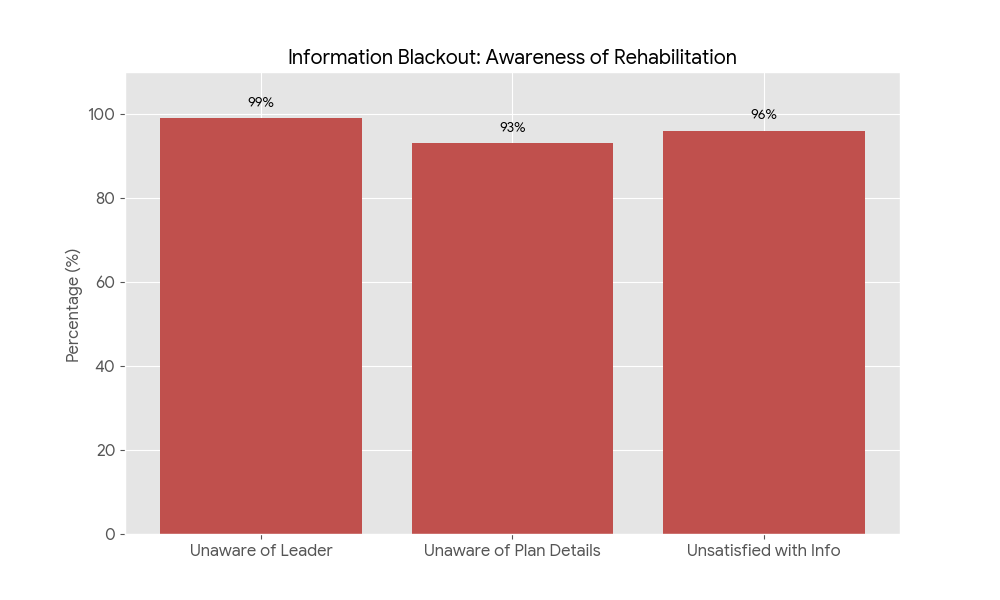 Information Blackout: Awareness of Rehabilitation
Percentage (%)
100
80
60
40
20
0
99%
93%
96%
Unaware of Leader
Unaware of Plan Details
Unsatisfied with Info